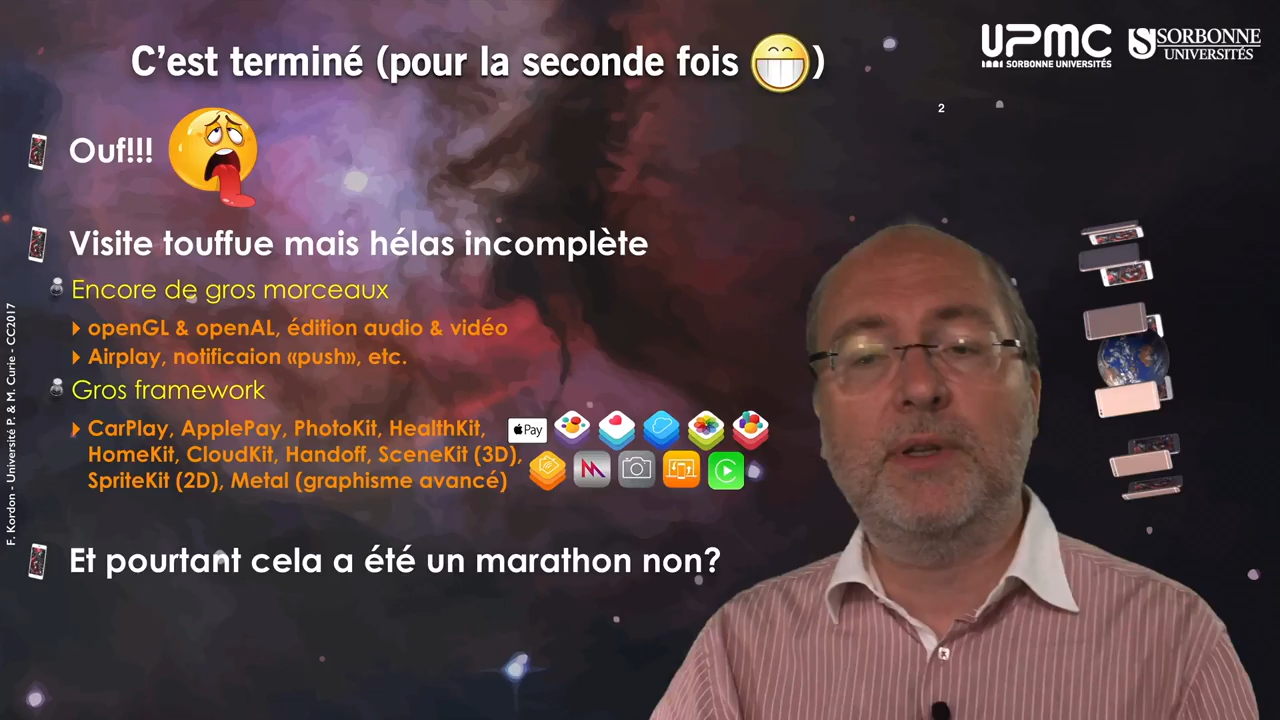 C'est terminé (pour la seconde fois )
UPMC
SORBONNE UNIVERSITÉS
SORBONNE
UNIVERSITÉS
2
Ouf!!!
Visite touffue mais hélas incomplète
Encore de gros morceaux
openGL & openAL, édition audio & vidéo
Airplay, notificaion «push», etc.
Gros framework
CarPlay, ApplePay, PhotoKit, HealthKit,
HomeKit, CloudKit, Handoff, SceneKit (3D),
SpriteKit (2D), Metal (graphisme avancé)
Pay
Et pourtant cela a été un marathon non?
F. Kordon - Université P. & M. Curie - CC2017